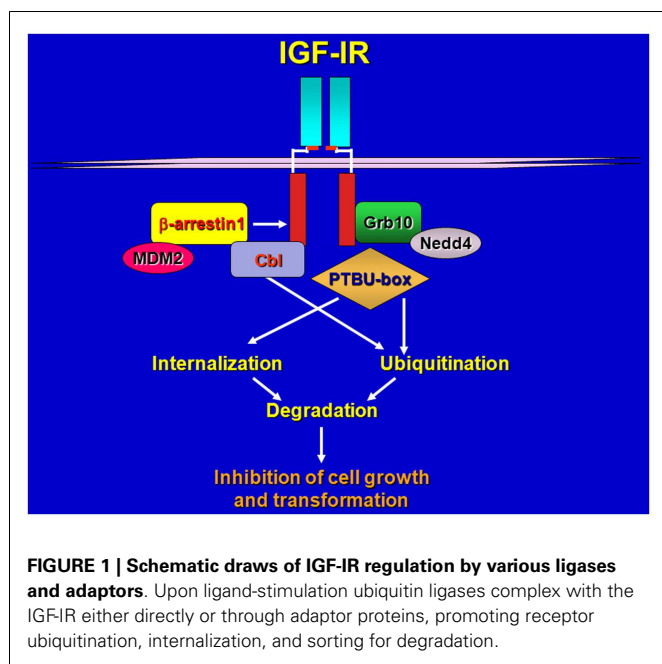 IGF-IR
β-arrestin1
Grb10
MDM2
Cbl
Nedd4
PTBU-box
Internalization
Ubiquitination
Degradation
Inhibition of cell growth
and transformation
FIGURE 1 | Schematic draws of IGF-IR regulation by various ligases
and adaptors. Upon ligand-stimulation ubiquitin ligases complex with the
IGF-IR either directly or through adaptor proteins, promoting receptor
ubiquitination, internalization, and sorting for degradation.